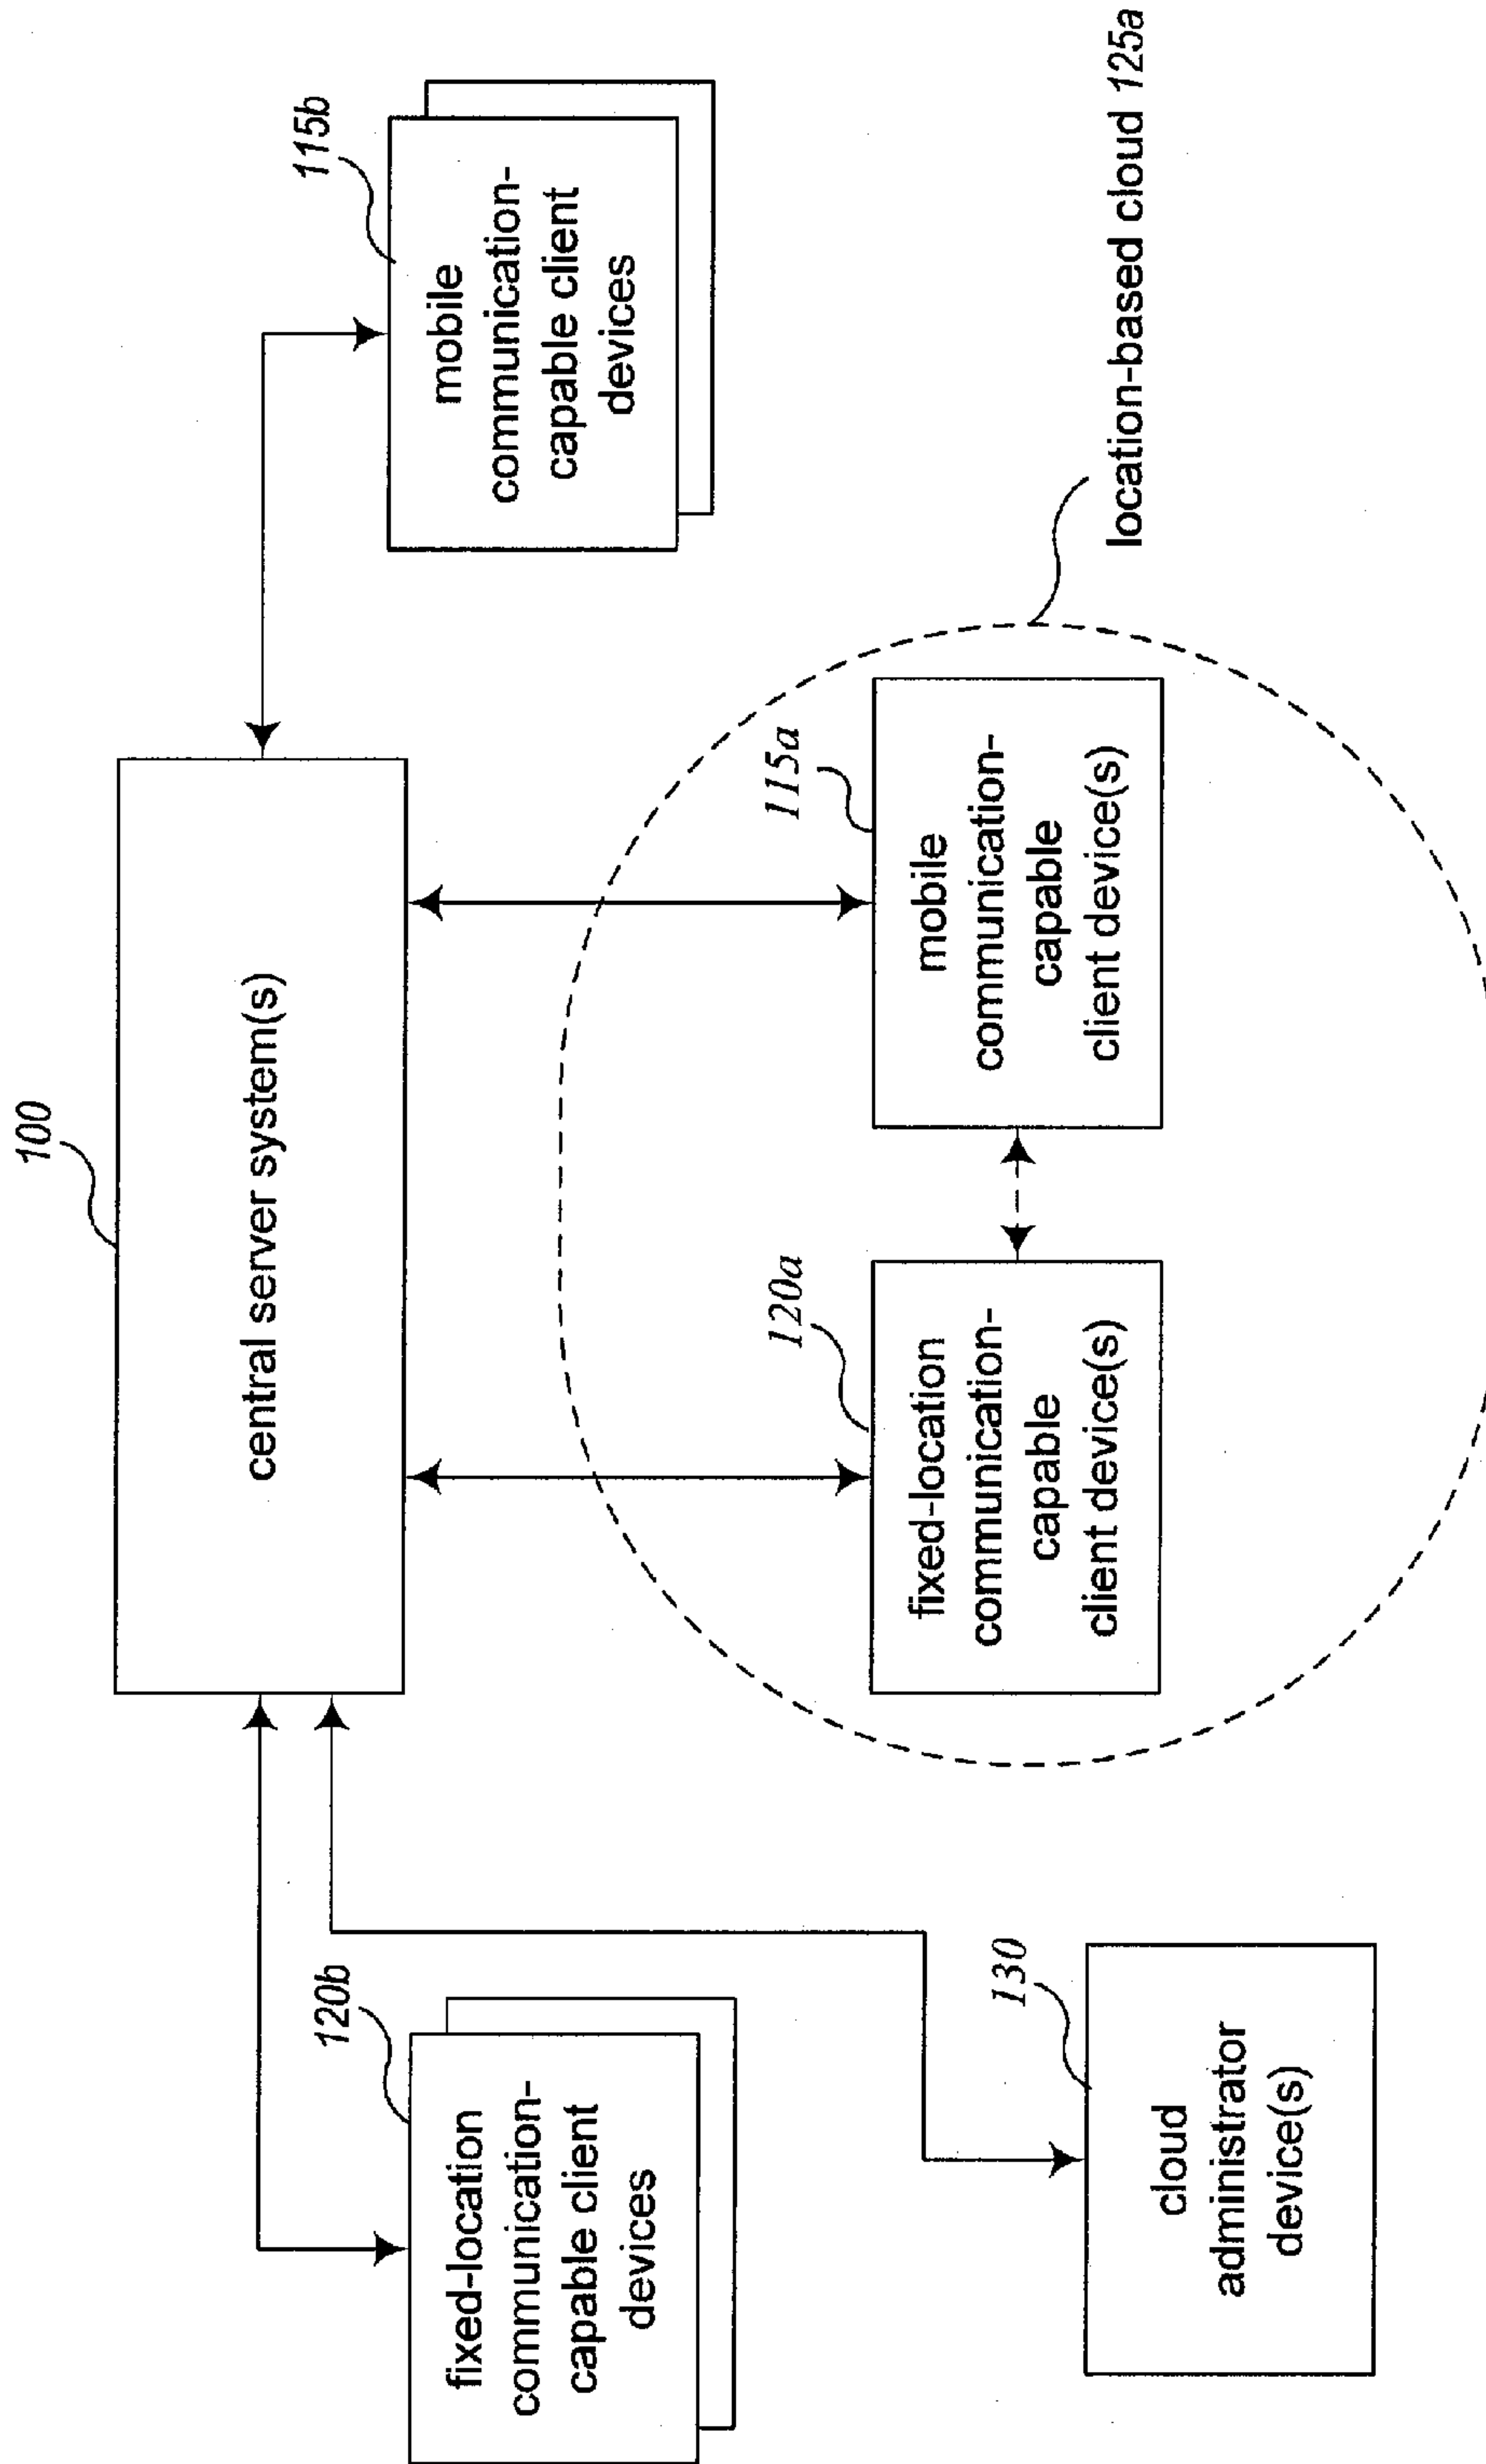 100
central server system(s)
120b
fixed-location
communication-
capable client
devices
115b
mobile
communication-
capable client
devices
120a
fixed-location
communication-
capable
client device(s)
115a
mobile
communication-
capable
client device(s)
130
cloud
administrator
device(s)
location-based cloud 125a